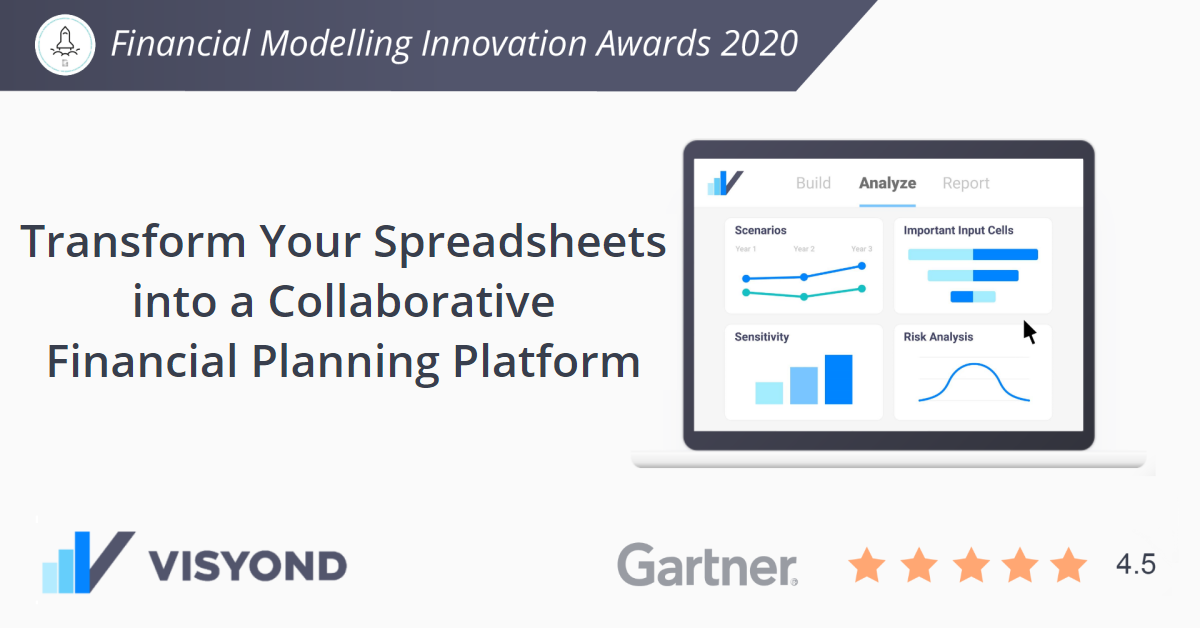 Financial Modelling Innovation Awards 2020
Transform Your Spreadsheets
into a Collaborative
Financial Planning Platform
Build Analyze Report
Scenarios
Year 1 Year 2 Year 3
Important Input Cells
Sensitivity
Risk Analysis
VISYOND
Gartner
4.5